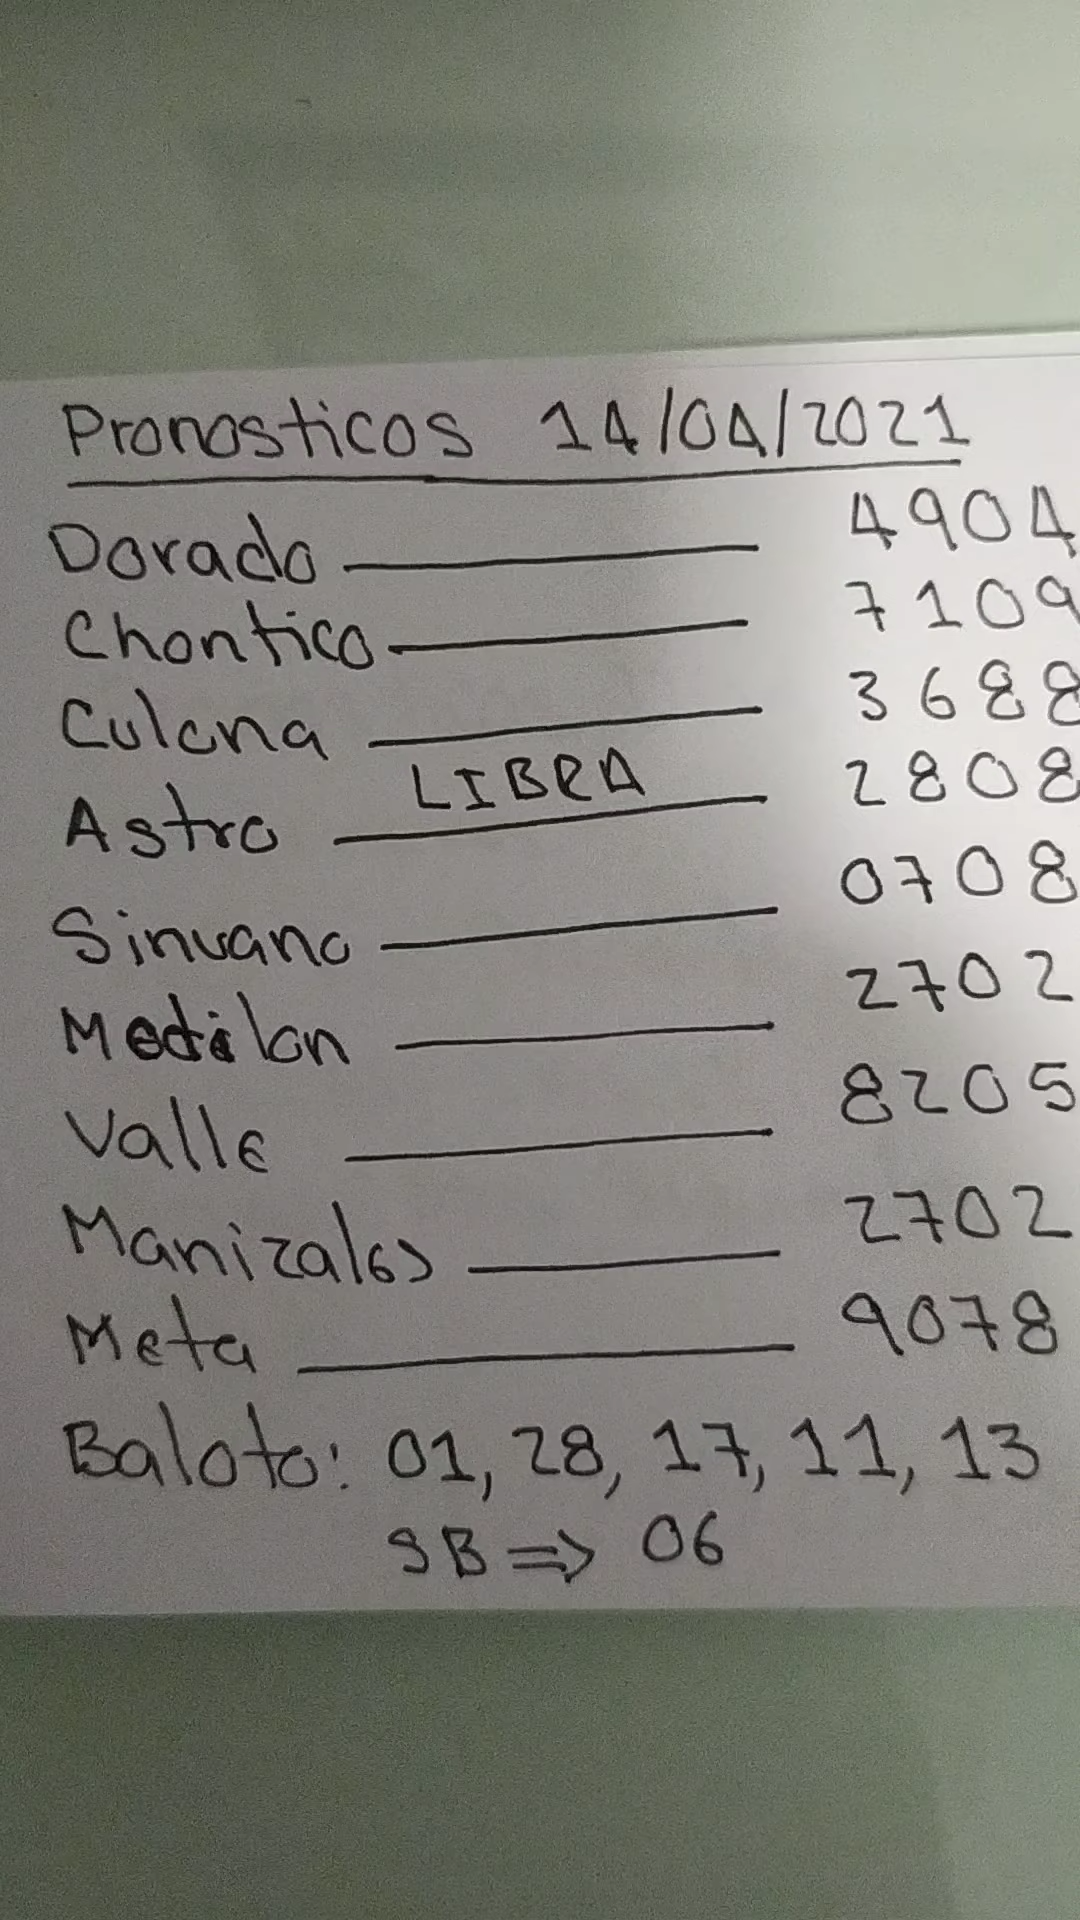 Pronosticos 14/04/2021
Dorado 4904
Chontico 7109
Culona 3688
Astro LIBRA 2808
Sinuano 0708
Medilon 2702
Valle 8205
Manizales 2702
Meta 9078
Baloto: 01, 28, 17, 11, 13
SB => 06